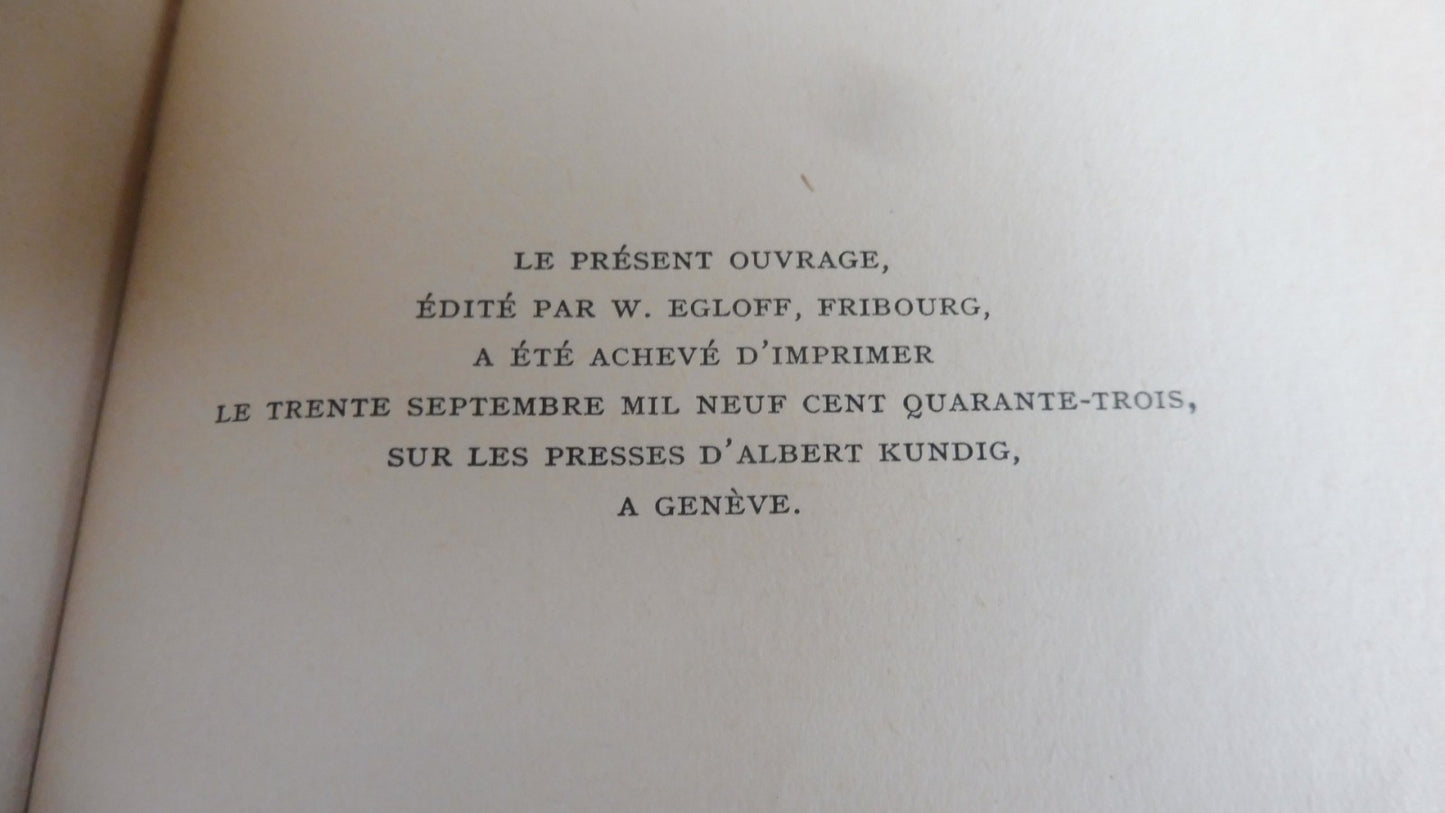 LE PRÉSENT OUVRAGE,
ÉDITÉ PAR W. EGLOFF, FRIBOURG,
A ÉTÉ ACHEVÉ D’IMPRIMER
LE TRENTE SEPTEMBRE MIL NEUF CENT QUARANTE-TROIS,
SUR LES PRESSES D’ALBERT KUNDIG,
A GENÈVE.